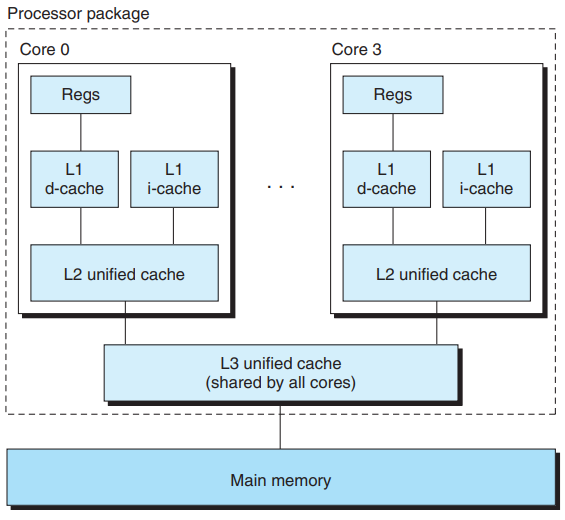 Processor package
Core 0
Core 3
Regs
Regs
L1
d-cache
L1
i-cache
. . .
L1
d-cache
L1
i-cache
L2 unified cache
L2 unified cache
L3 unified cache
(shared by all cores)
Main memory